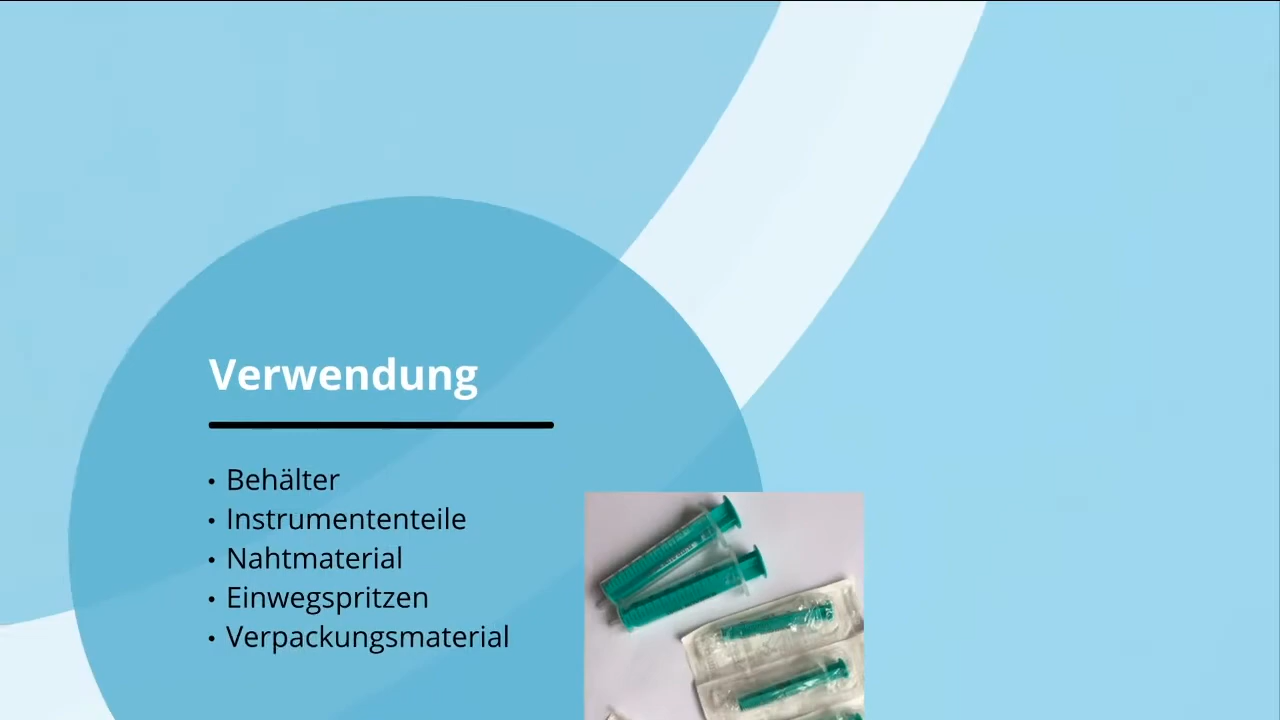 Verwendung
• Behälter
• Instrumententeile
• Nahtmaterial
• Einwegspritzen
• Verpackungsmaterial